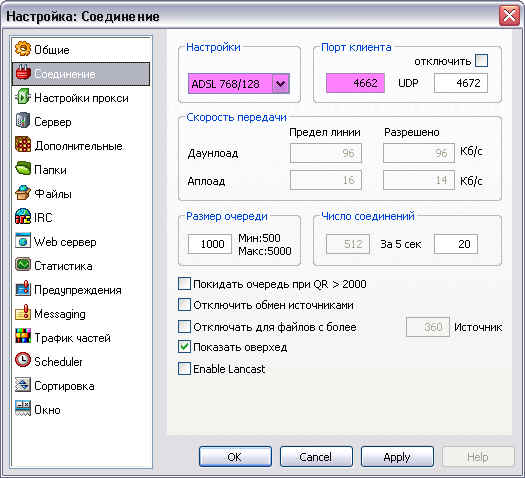 Настройка: Соединение
Общие
Соединение
Настройки прокси
Сервер
Дополнительные
Папки
Файлы
IRC
Web сервер
Статистика
Предупреждения
Messaging
Трафик частей
Scheduler
Сортировка
Окно
Настройки
ADSL 768/128
Порт клиента
отключить
4662 UDP 4672
Скорость передачи
Предел линии Разрешено
Даунлоад 96 96 Кб/с
Аплоад 16 14 Кб/с
Размер очереди
1000 Мин:500
Макс:5000
Число соединений
512 За 5 сек 20
Покидать очередь при QR > 2000
Отключить обмен источниками
Отключать для файлов с более 360 Источник
Показать оверхед
Enable Lancast
OK Cancel Apply Help